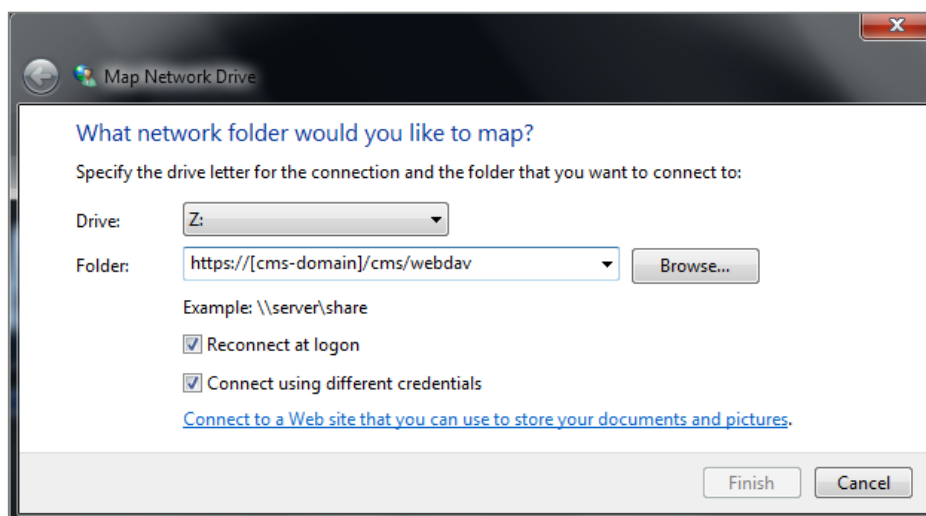 Map Network Drive
What network folder would you like to map?
Specify the drive letter for the connection and the folder that you want to connect to:
Drive: Z:
Folder: https://[cms-domain]/cms/webdav Browse...
Example: \\server\share
Reconnect at logon
Connect using different credentials
Connect to a Web site that you can use to store your documents and pictures.
Finish Cancel